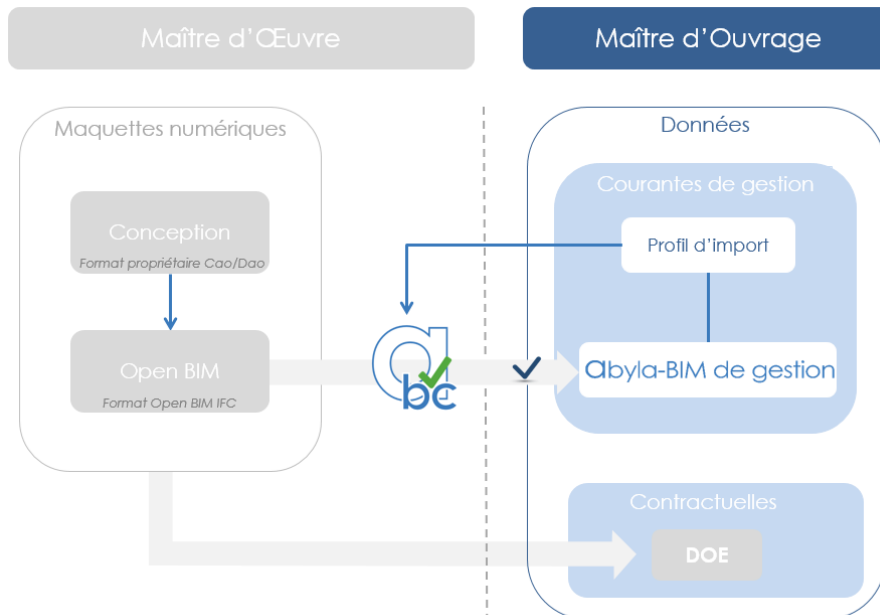 Maître d'Œuvre
Maître d'Ouvrage
Maquettes numériques
Conception
Format propriétaire Cao/Dao
Open BIM
Format Open BIM IFC
abc
Données
Courantes de gestion
Profil d'import
abyla-BIM de gestion
Contractuelles
DOE